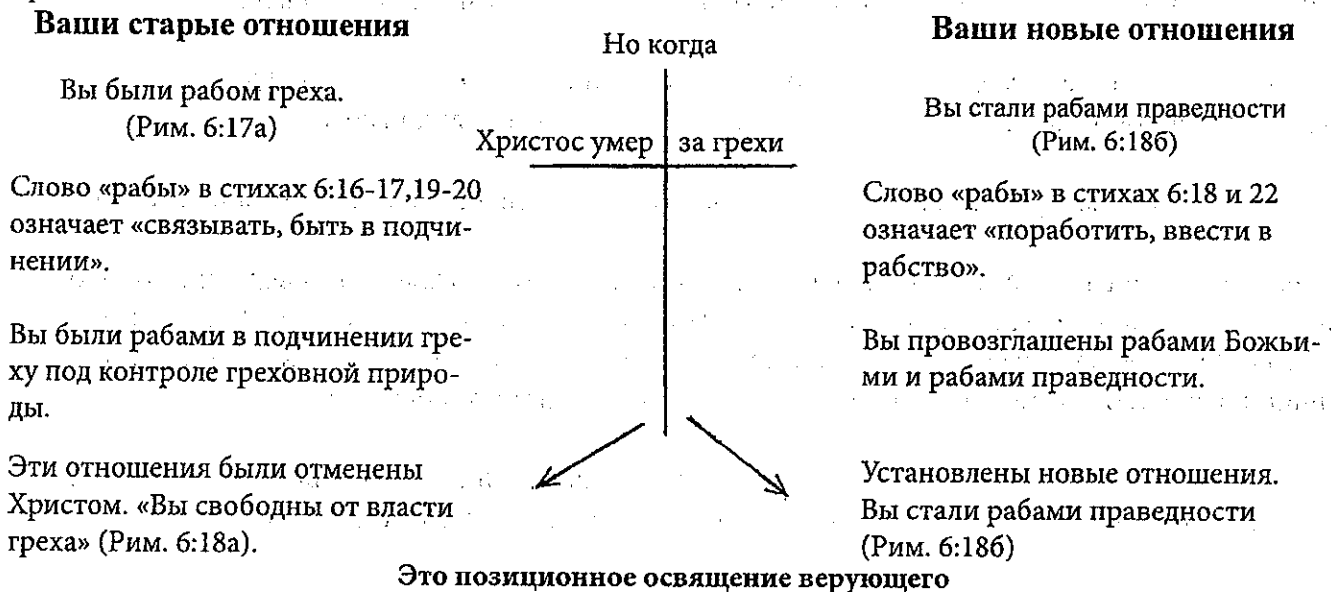 Ваши старые отношения
Вы были рабом греха.
(Рим. 6:17а)
Слово «рабы» в стихах 6:16-17,19-20
означает «связывать, быть в подчи-
нении».
Вы были рабами в подчинении гре-
ху под контроле греховной приро-
ды.
Эти отношения были отменены
Христом. «Вы свободны от власти
греха» (Рим. 6:18а).
Но когда
Христос умер за грехи
Ваши новые отношения
Вы стали рабами праведности
(Рим. 6:18б)
Слово «рабы» в стихах 6:18 и 22
означает «поработить, ввести в
рабство».
Вы провозглашены рабами Божьи-
ми и рабами праведности.
Установлены новые отношения.
Вы стали рабами праведности
(Рим. 6:18б)
Это позиционное освящение верующего